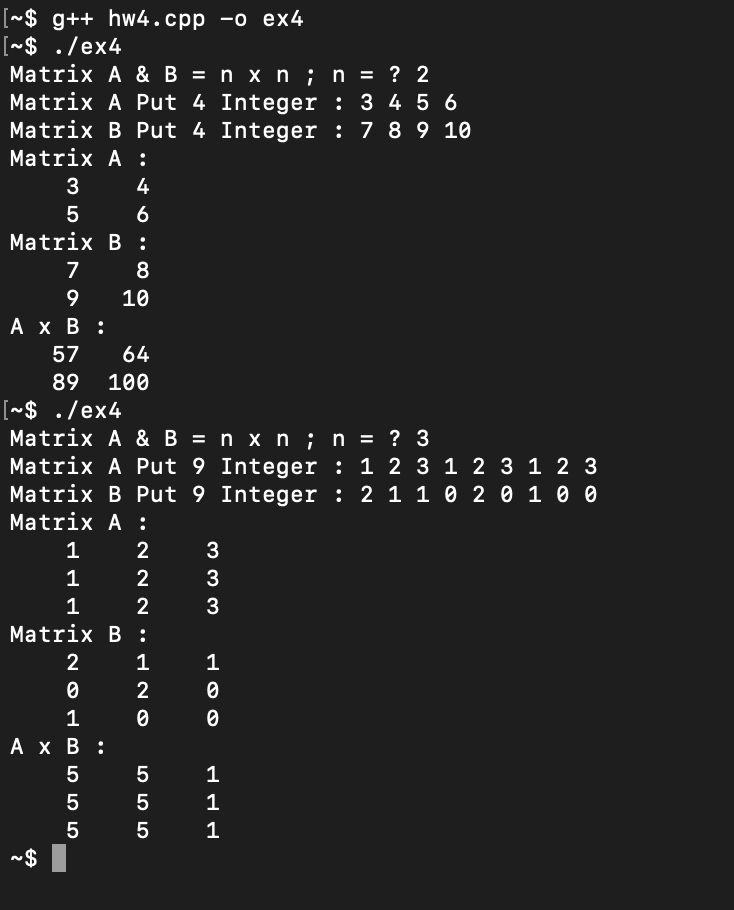 [~$ g++ hw4.cpp -o ex4
[~$ ./ex4
Matrix A & B = n x n ; n = ? 2
Matrix A Put 4 Integer : 3 4 5 6
Matrix B Put 4 Integer : 7 8 9 10
Matrix A :
    3    4
    5    6
Matrix B :
    7    8
    9   10
A x B :
   57   64
   89  100
[~$ ./ex4
Matrix A & B = n x n ; n = ? 3
Matrix A Put 9 Integer : 1 2 3 1 2 3 1 2 3
Matrix B Put 9 Integer : 2 1 1 0 2 0 1 0 0
Matrix A :
    1    2    3
    1    2    3
    1    2    3
Matrix B :
    2    1    1
    0    2    0
    1    0    0
A x B :
    5    5    1
    5    5    1
    5    5    1
~$